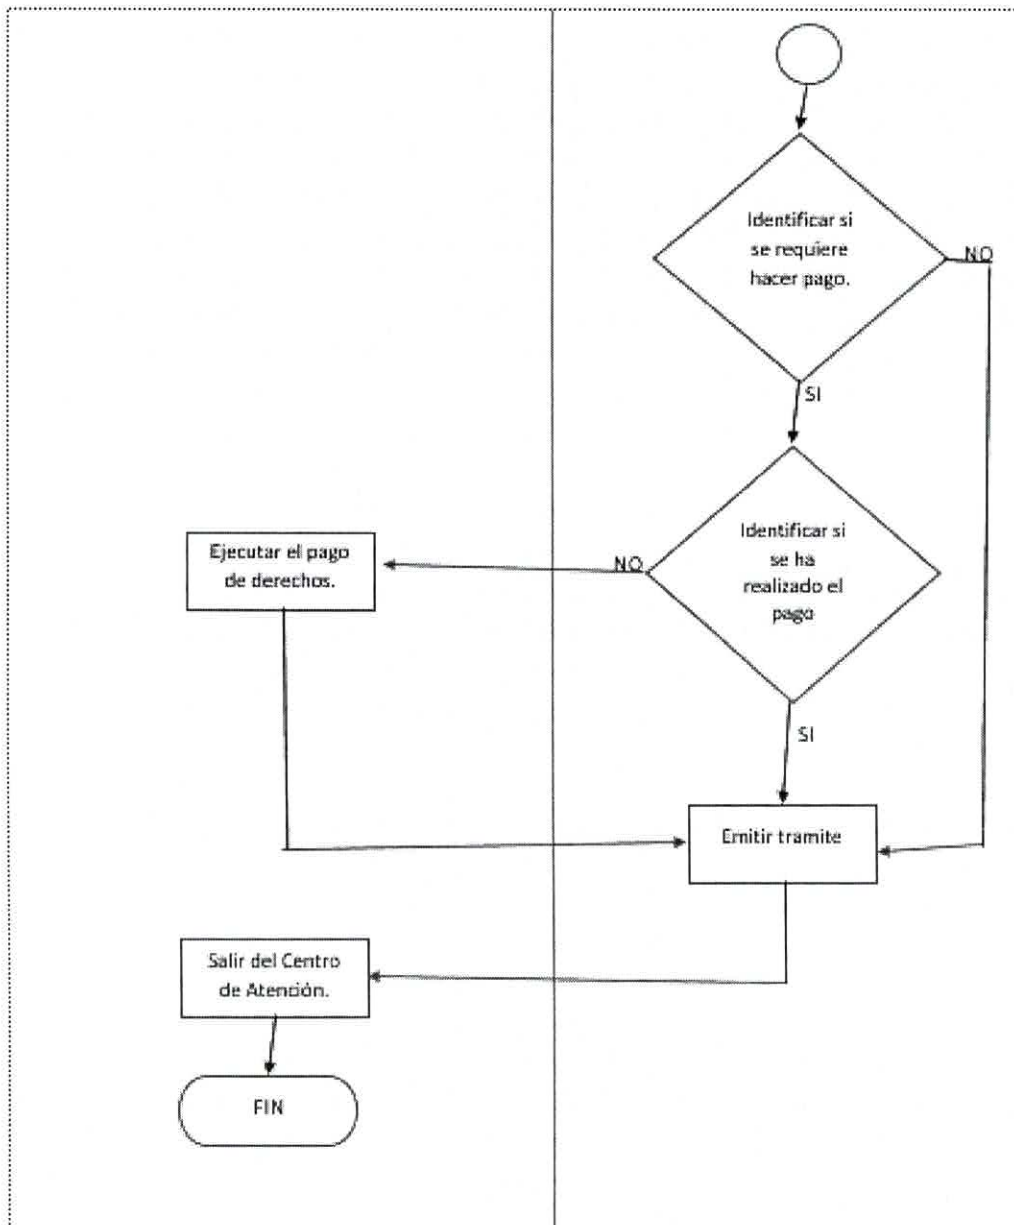 Identificar si
se requiere
hacer pago.
NO
SI
Identificar si
se ha
realizado el
pago
NO
Ejecutar el pago
de derechos.
SI
Emitir tramite
Salir del Centro
de Atención.
FIN